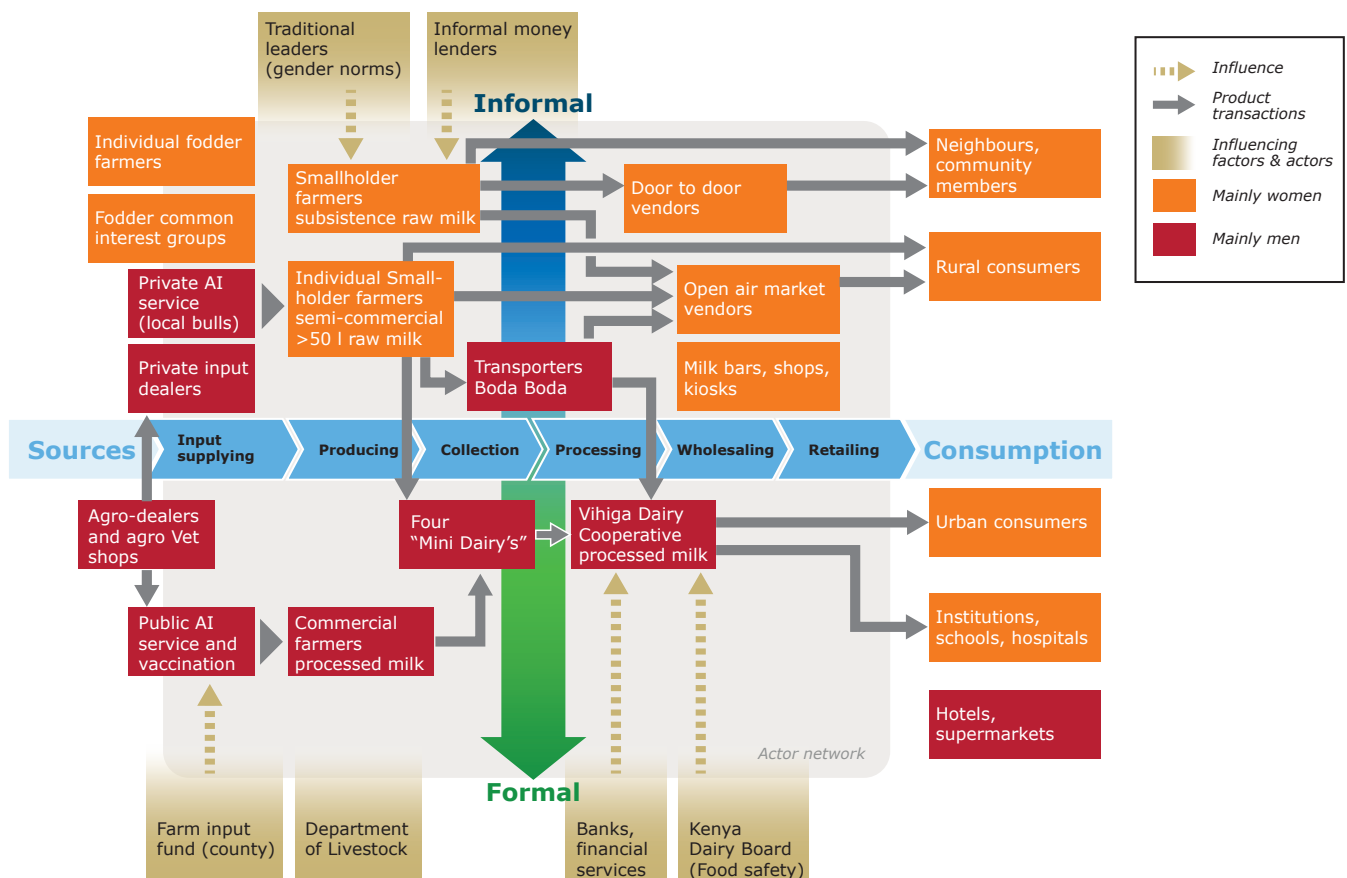 Traditional
leaders
(gender norms)
Informal money
lenders
Informal
Influence
Product
transactions
Influencing
factors & actors
Mainly women
Mainly men
Individual fodder
farmers
Fodder common
interest groups
Private AI
service
(local bulls)
Private input
dealers
Smallholder
farmers
subsistence raw milk
Individual Small-
holder farmers
semi-commercial
>50 l raw milk
Door to door
vendors
Neighbours,
community
members
Rural consumers
Open air market
vendors
Transporters
Boda Boda
Milk bars, shops,
kiosks
Sources
Input
supplying
Producing
Collection
Processing
Wholesaling
Retailing
Consumption
Agro-dealers
and agro Vet
shops
Four
“Mini Dairy’s”
Vihiga Dairy
Cooperative
processed milk
Urban consumers
Public AI
service and
vaccination
Commercial
farmers
processed milk
Institutions,
schools, hospitals
Hotels,
supermarkets
Actor network
Formal
Farm input
fund (county)
Department
of Livestock
Banks,
financial
services
Kenya
Dairy Board
(Food safety)